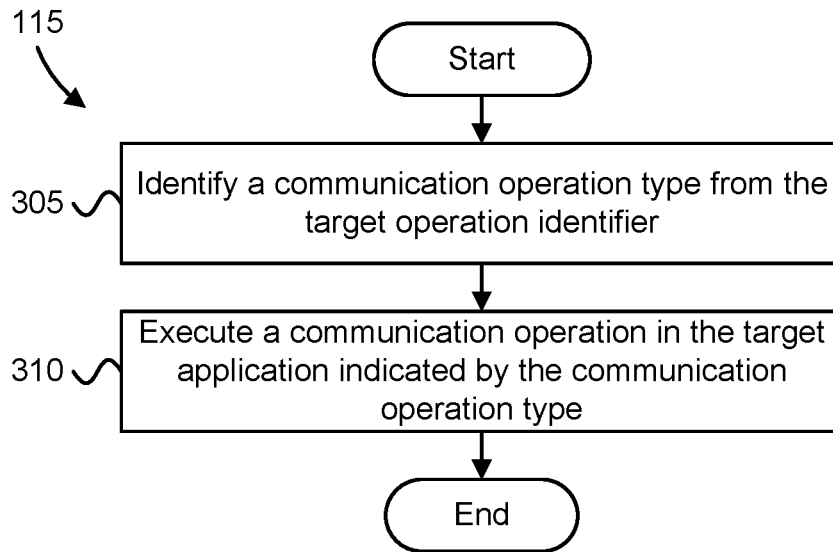 115
Start
305
Identify a communication operation type from the
target operation identifier
310
Execute a communication operation in the target
application indicated by the communication
operation type
End